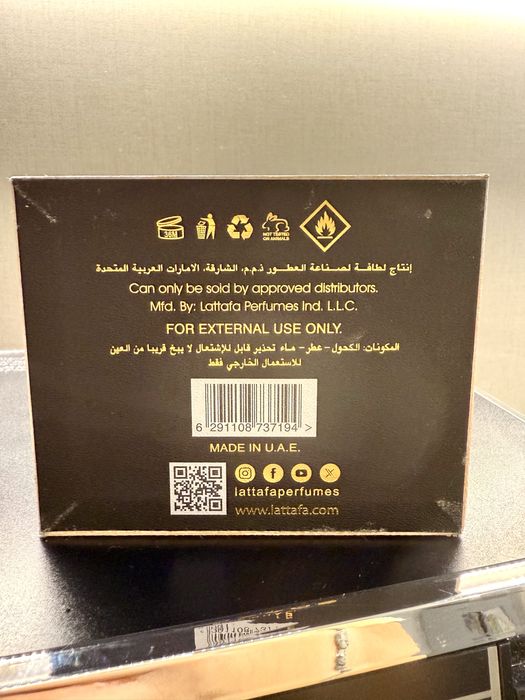 36M
NOT TESTED
ON ANIMALS
إنتاج لطافة لصناعة العطور ذ.م.م. الشارقة، الامارات العربية المتحدة
Can only be sold by approved distributors.
Mfd. By: Lattafa Perfumes Ind. L.L.C.
FOR EXTERNAL USE ONLY.
المكونات: الكحول - عطر - ماء تحذير قابل للإشتعال لا يبخ قريبا من العين
للاستعمال الخارجي فقط
6 291108 737194 >
MADE IN U.A.E.
lattafaperfumes
www.lattafa.com